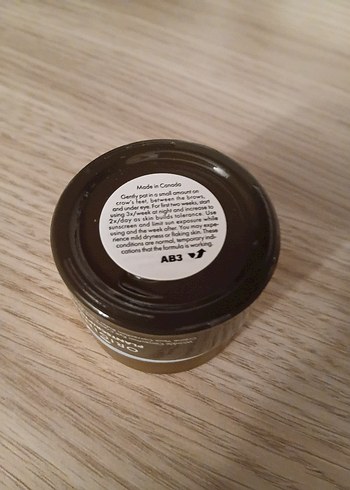 Made in Canada
Gently pat in a small amount on
crow's feet, between the brows,
and under eye. For first two weeks, start
using 3x/week at night and increase to
2x/day as skin builds tolerance. Use
sunscreen and limit sun exposure while
using and the week after. You may expe-
rience mild dryness or flaking skin. These
conditions are normal, temporary indi-
cations that the formula is working.
AB3